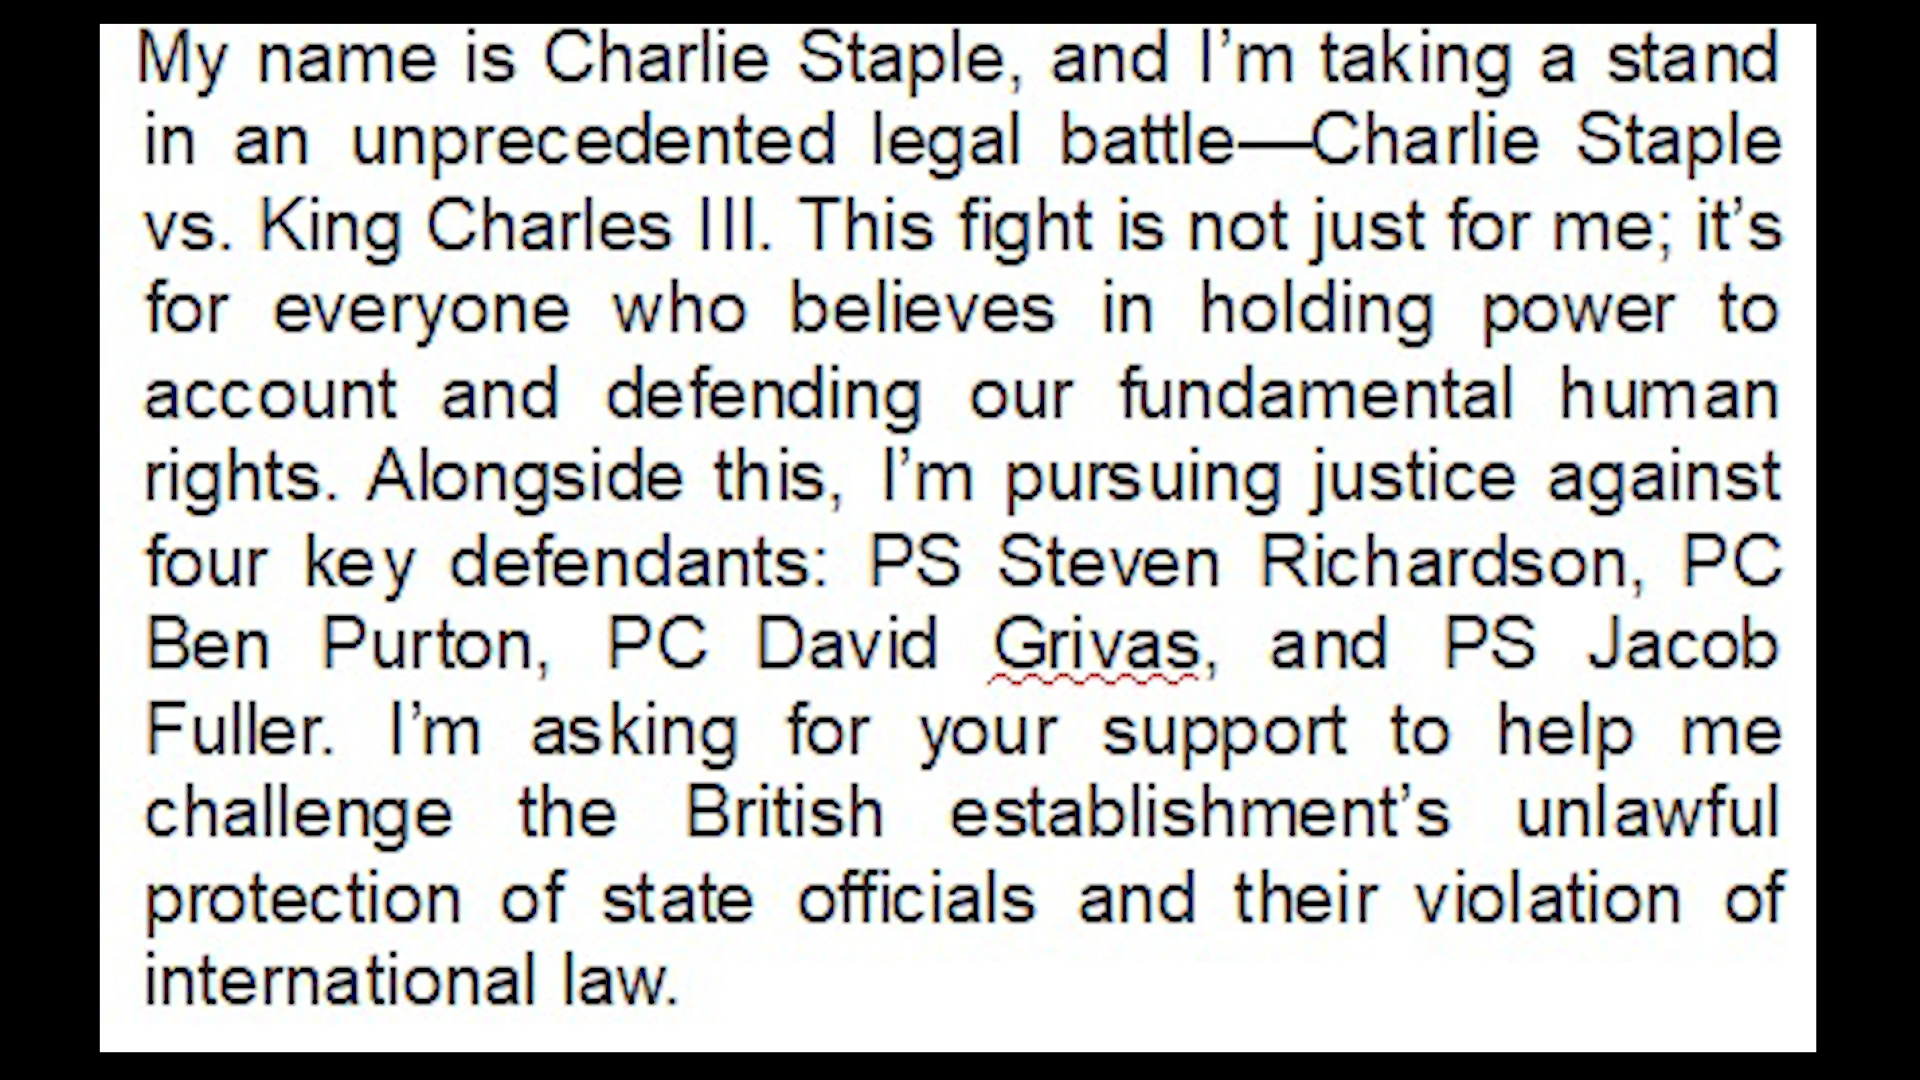 My name is Charlie Staple, and I’m taking a stand
in an unprecedented legal battle—Charlie Staple
vs. King Charles III. This fight is not just for me; it’s
for everyone who believes in holding power to
account and defending our fundamental human
rights. Alongside this, I’m pursuing justice against
four key defendants: PS Steven Richardson, PC
Ben Purton, PC David Grivas, and PS Jacob
Fuller. I’m asking for your support to help me
challenge the British establishment’s unlawful
protection of state officials and their violation of
international law.